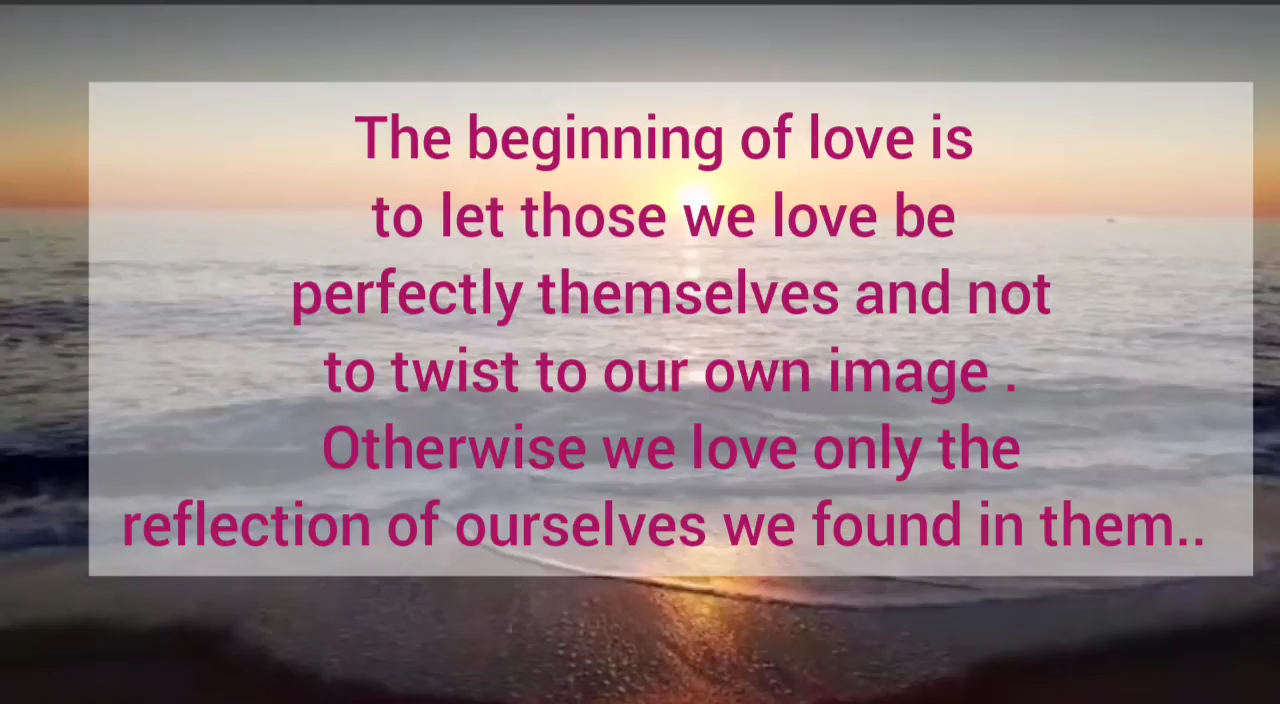 The beginning of love is
to let those we love be
perfectly themselves and not
to twist to our own image .
Otherwise we love only the
reflection of ourselves we found in them..